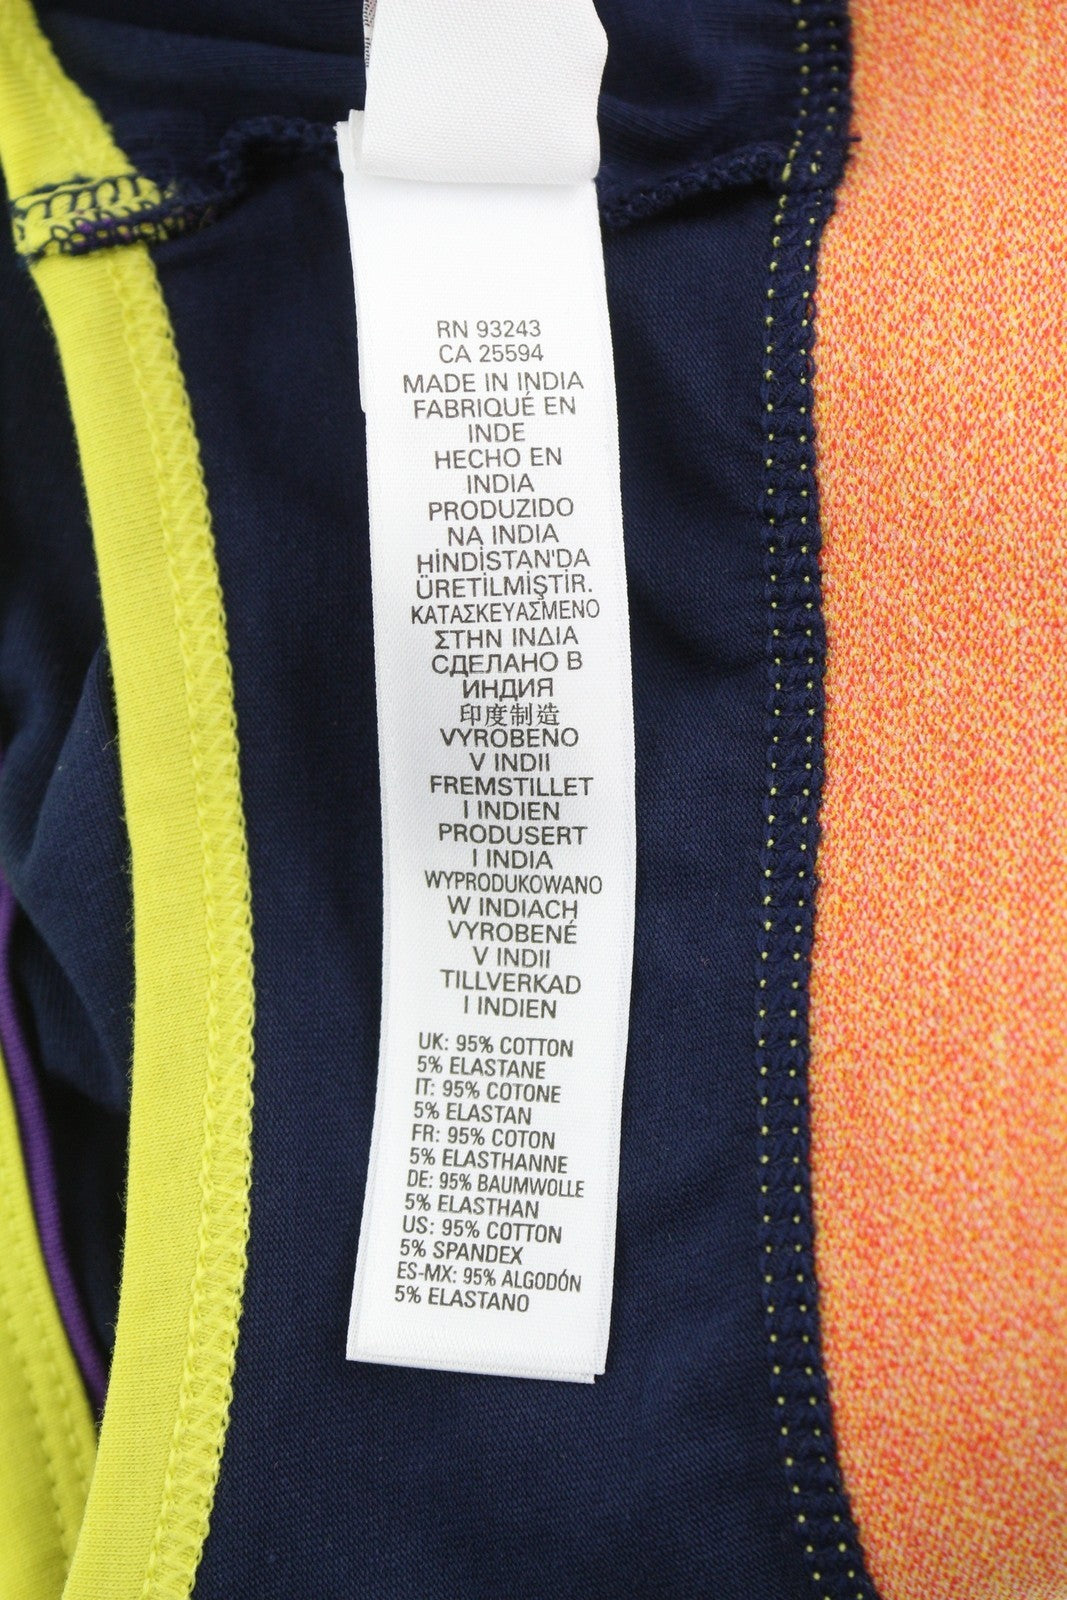 RN 93243
CA 25594
MADE IN INDIA
FABRIQUÉ EN
INDE
HECHO EN
INDIA
PRODUZIDO
NA INDIA
HİNDİSTAN'DA
ÜRETİLMİŞTİR.
ΚΑΤΑΣΚΕΥΑΣΜΕΝΟ
ΣΤΗΝ ΙΝΔΙΑ
СДЕЛАНО В
ИНДИЯ
印度制造
VYROBENO
V INDII
FREMSTILLET
I INDIEN
PRODUSERT
I INDIA
WYPRODUKOWANO
W INDIACH
VYROBENÉ
V INDII
TILLVERKAD
I INDIEN
UK: 95% COTTON
5% ELASTANE
IT: 95% COTONE
5% ELASTAN
FR: 95% COTON
5% ELASTHANNE
DE: 95% BAUMWOLLE
5% ELASTHAN
US: 95% COTTON
5% SPANDEX
ES-MX: 95% ALGODÓN
5% ELASTANO